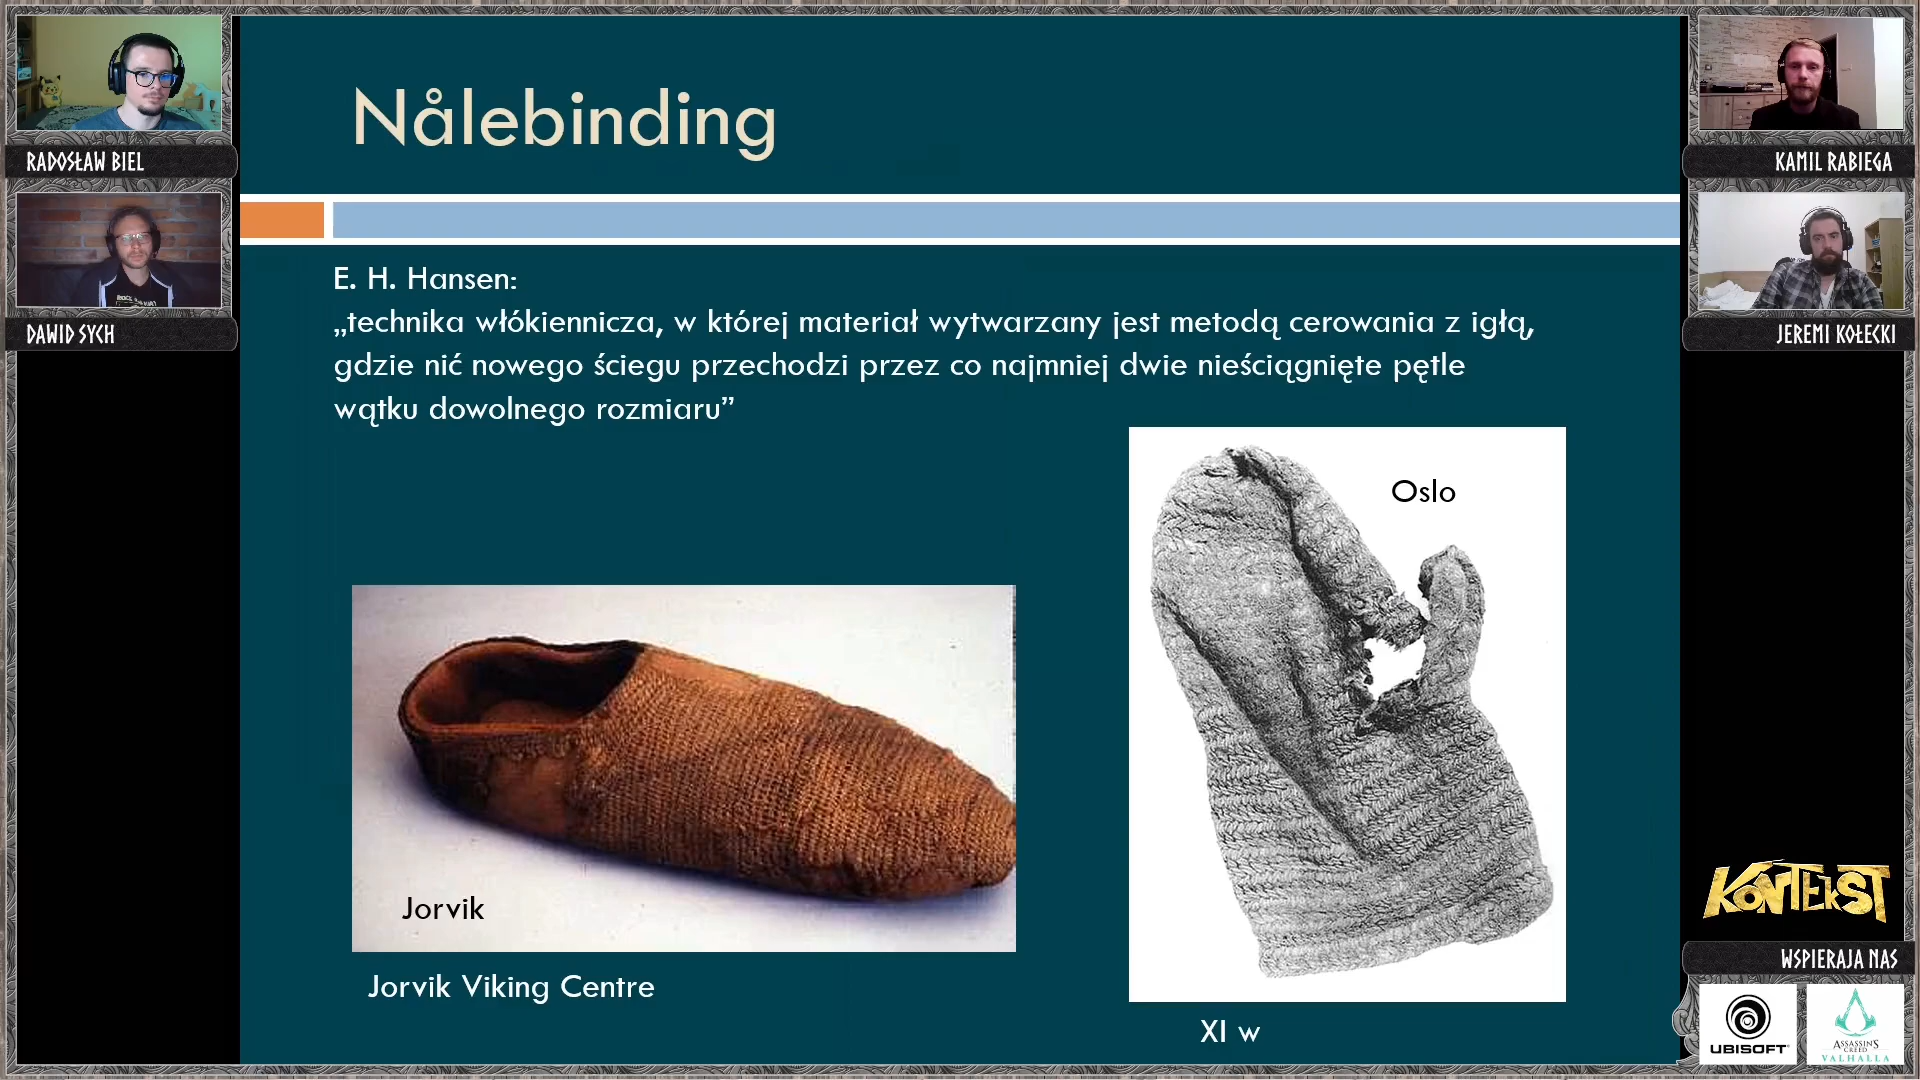 Nålebinding
RADOSŁAW BIEL
KAMIL RABIEGA
DAWID SYCH
JEREMI KOŁECKI
E. H. Hansen:
„technika włókiennicza, w której materiał wytwarzany jest metodą cerowania z igłą,
gdzie nić nowego ściegu przechodzi przez co najmniej dwie nieściągnięte pętle
wątku dowolnego rozmiaru”
Oslo
Jorvik
Jorvik Viking Centre
XI w
KONTEKST
WSPIERAJA NAS
UBISOFT
ASSASSIN'S
CREED
VALHALLA